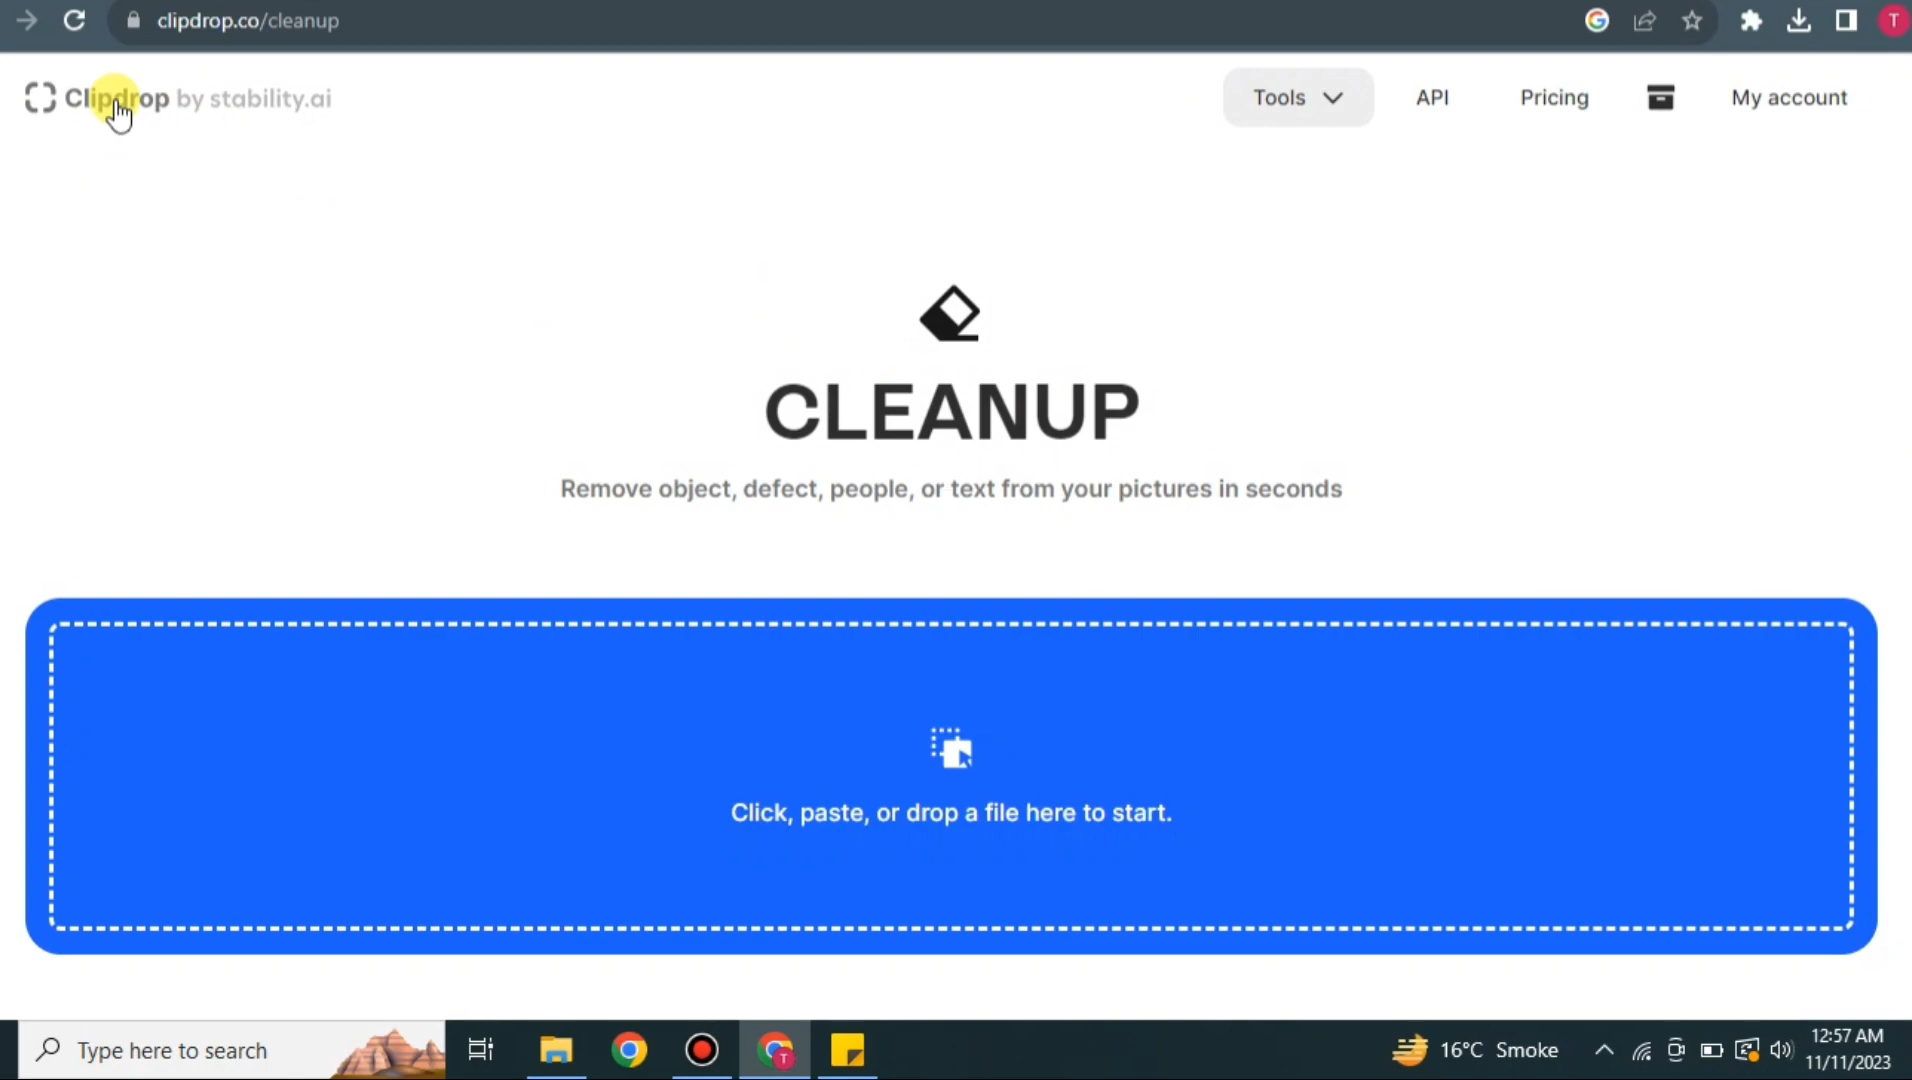 clipdrop.co/cleanup
T
Clipdrop by stability.ai
Tools
API
Pricing
My account
CLEANUP
Remove object, defect, people, or text from your pictures in seconds
Click, paste, or drop a file here to start.
Type here to search
T
16°C Smoke
12:57 AM
11/11/2023